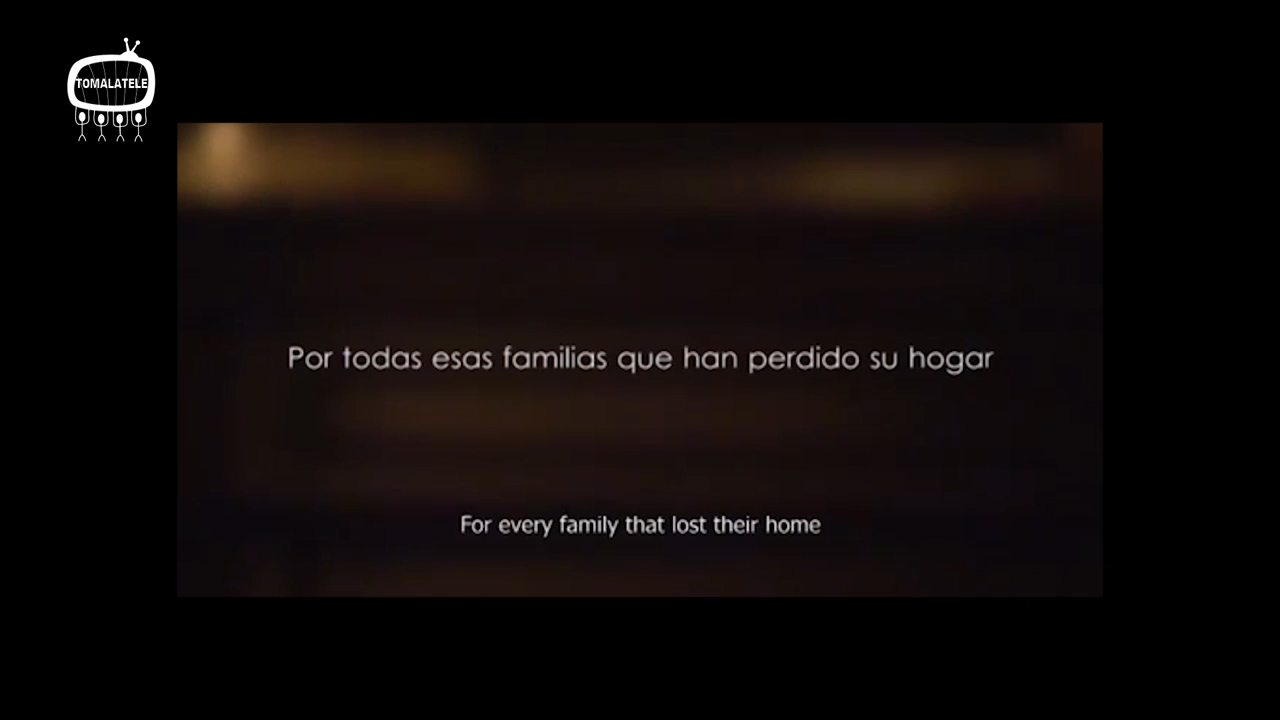 TOMALATELE
Por todas esas familias que han perdido su hogar
For every family that lost their home